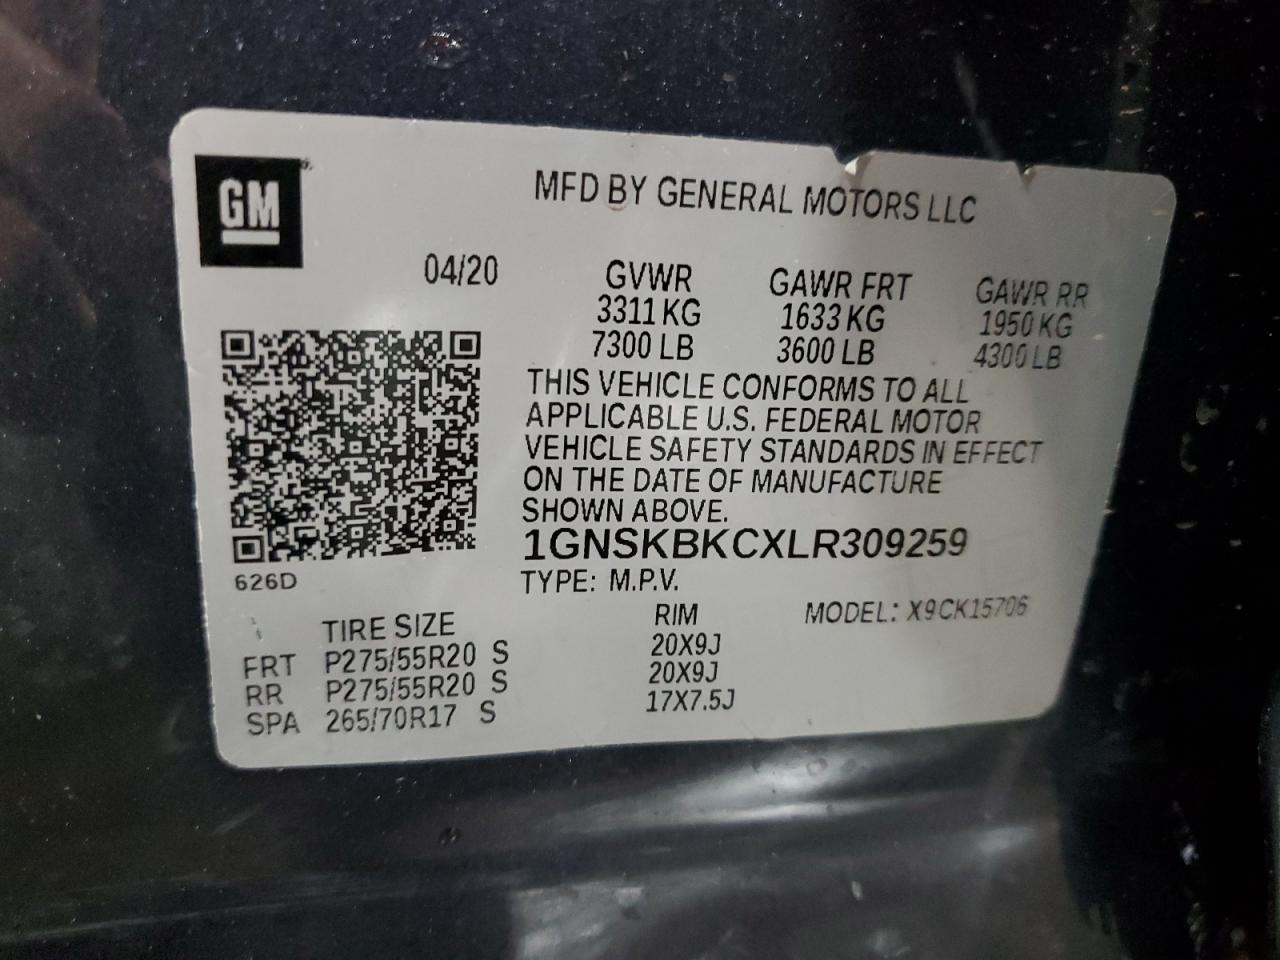 GM
MFD BY GENERAL MOTORS LLC
04/20
GVWR GAWR FRT GAWR RR
3311 KG 1633 KG 1950 KG
7300 LB 3600 LB 4300 LB
THIS VEHICLE CONFORMS TO ALL
APPLICABLE U.S. FEDERAL MOTOR
VEHICLE SAFETY STANDARDS IN EFFECT
ON THE DATE OF MANUFACTURE
SHOWN ABOVE.
1GNSKBKCXLR309259
626D
TYPE: M.P.V.
MODEL: X9CK15706
TIRE SIZE RIM
FRT P275/55R20 S 20X9J
RR P275/55R20 S 20X9J
SPA 265/70R17 S 17X7.5J